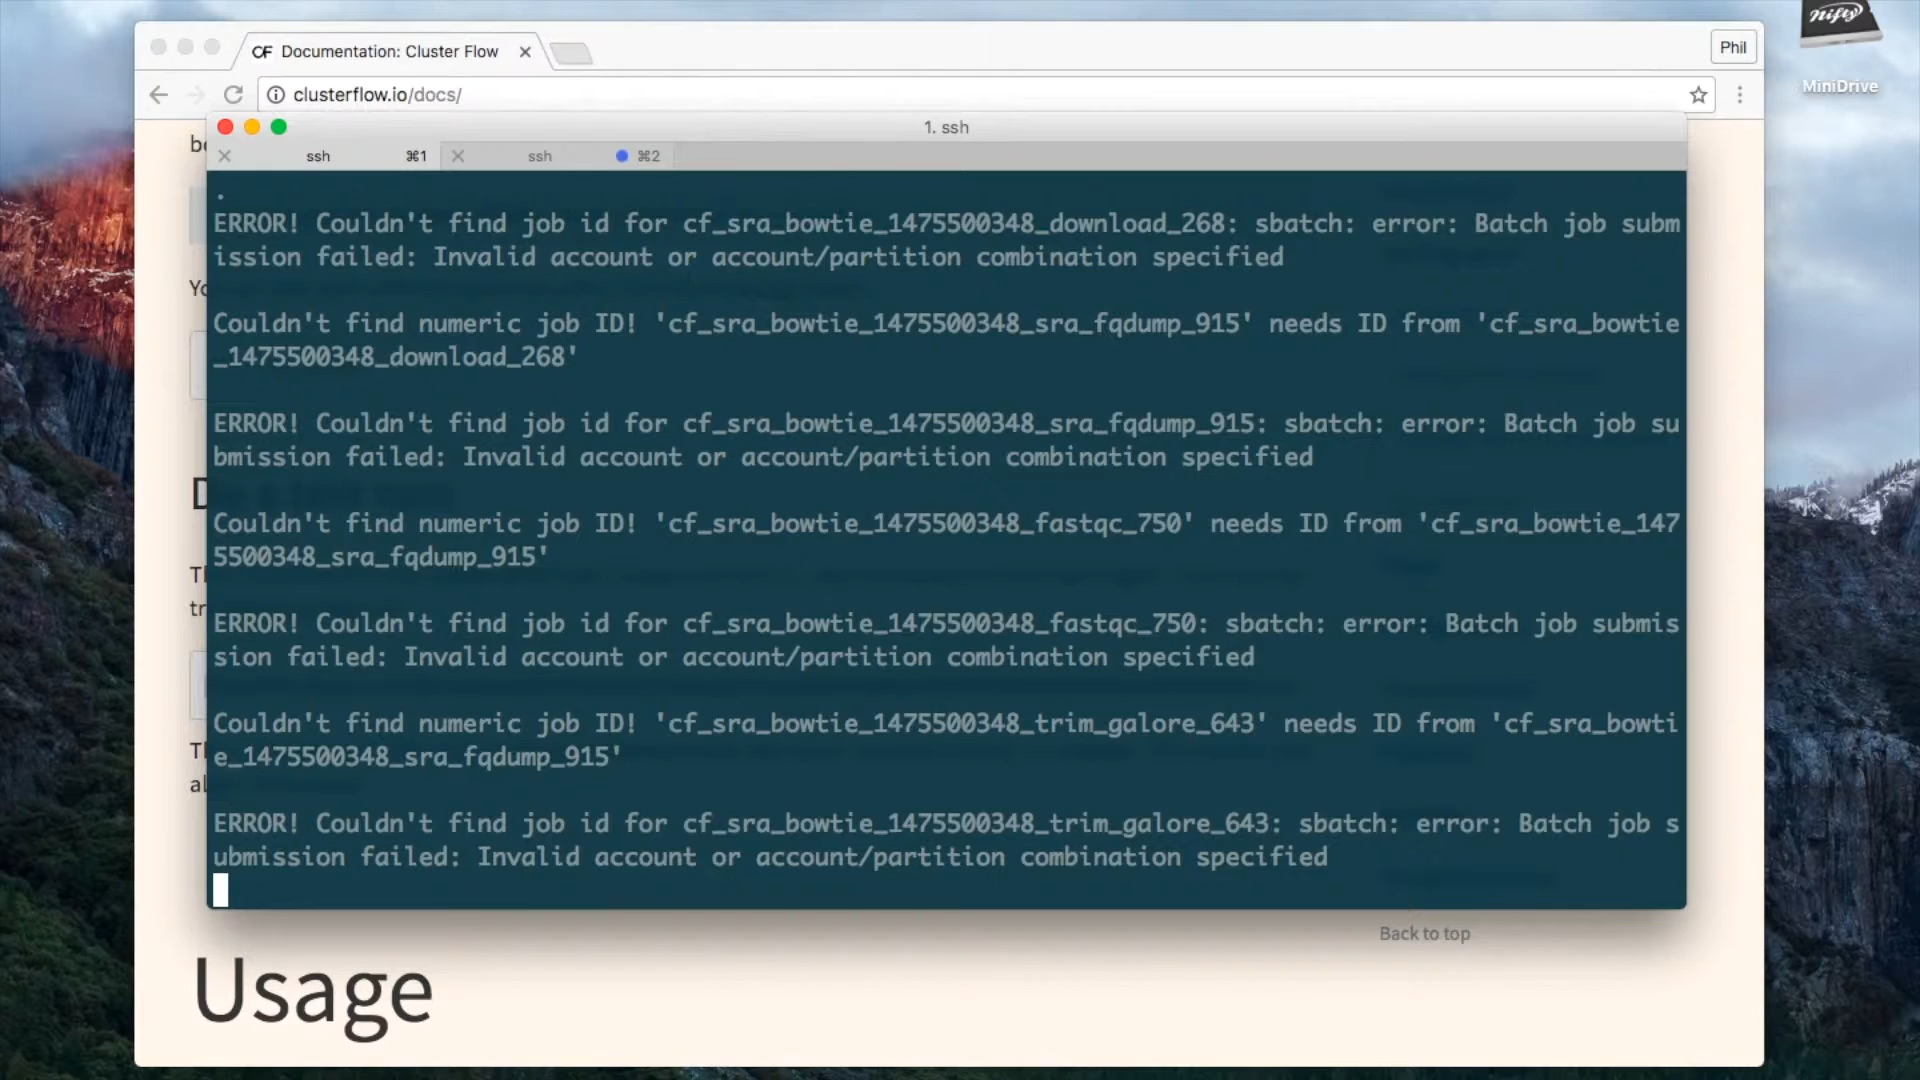 Nifty
MiniDrive
CF Documentation: Cluster Flow
Phil
clusterflow.io/docs/
1. ssh
ssh ⌘1 ssh ⌘2
.
ERROR! Couldn't find job id for cf_sra_bowtie_1475500348_download_268: sbatch: error: Batch job subm
ission failed: Invalid account or account/partition combination specified
Couldn't find numeric job ID! 'cf_sra_bowtie_1475500348_sra_fqdump_915' needs ID from 'cf_sra_bowtie
_1475500348_download_268'
ERROR! Couldn't find job id for cf_sra_bowtie_1475500348_sra_fqdump_915: sbatch: error: Batch job su
bmission failed: Invalid account or account/partition combination specified
Couldn't find numeric job ID! 'cf_sra_bowtie_1475500348_fastqc_750' needs ID from 'cf_sra_bowtie_147
5500348_sra_fqdump_915'
ERROR! Couldn't find job id for cf_sra_bowtie_1475500348_fastqc_750: sbatch: error: Batch job submis
sion failed: Invalid account or account/partition combination specified
Couldn't find numeric job ID! 'cf_sra_bowtie_1475500348_trim_galore_643' needs ID from 'cf_sra_bowti
e_1475500348_sra_fqdump_915'
ERROR! Couldn't find job id for cf_sra_bowtie_1475500348_trim_galore_643: sbatch: error: Batch job s
ubmission failed: Invalid account or account/partition combination specified
Back to top
Usage